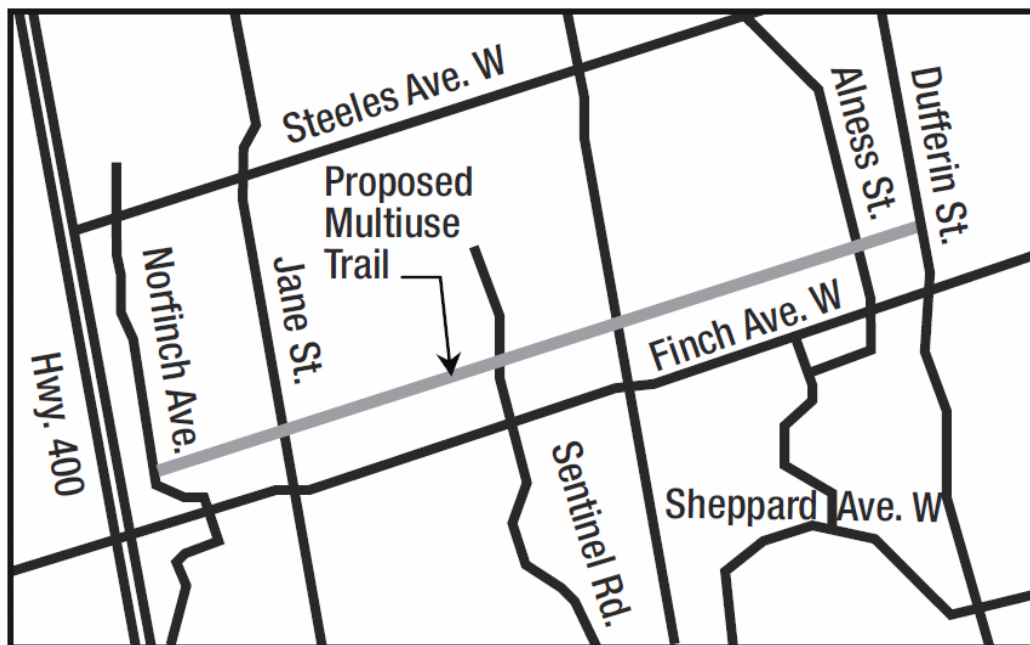 Steeles Ave. W
Proposed
Multiuse
Trail
Alness St.
Dufferin St.
Norfinch Ave.
Jane St.
Hwy. 400
Finch Ave. W
Sentinel Rd.
Sheppard Ave. W